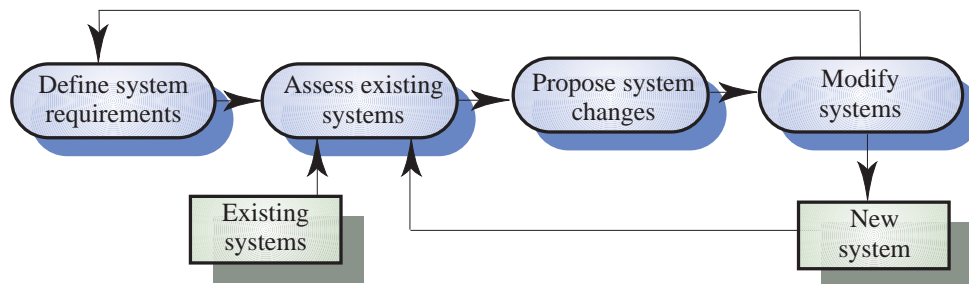 Define system
requirements
Assess existing
systems
Propose system
changes
Modify
systems
Existing
systems
New
system